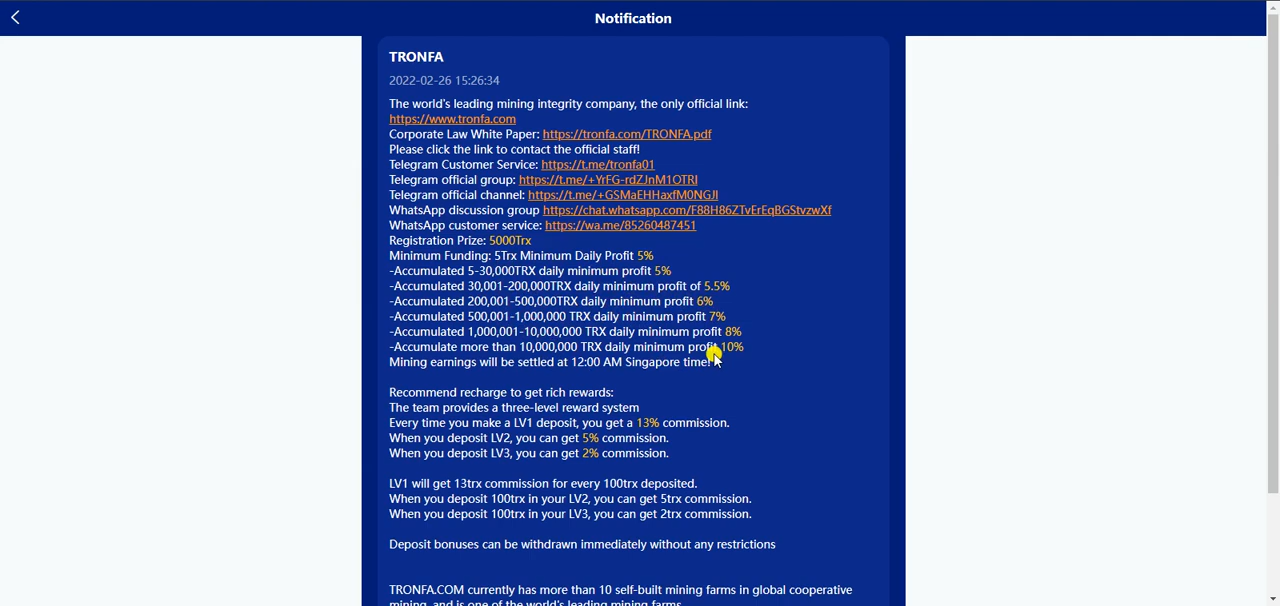 Notification
TRONFA
2022-02-26 15:26:34
The world's leading mining integrity company, the only official link:
https://www.tronfa.com
Corporate Law White Paper: https://tronfa.com/TRONFA.pdf
Please click the link to contact the official staff!
Telegram Customer Service: https://t.me/tronfa01
Telegram official group: https://t.me/+YrFG-rdZJnM1OTRl
Telegram official channel: https://t.me/+GSMaEHHaxfM0NGJl
WhatsApp discussion group https://chat.whatsapp.com/F88H86ZTvErEqBGStvzwXf
WhatsApp customer service: https://wa.me/85260487451
Registration Prize: 5000Trx
Minimum Funding: 5Trx Minimum Daily Profit 5%
-Accumulated 5-30,000TRX daily minimum profit 5%
-Accumulated 30,001-200,000TRX daily minimum profit of 5.5%
-Accumulated 200,001-500,000TRX daily minimum profit 6%
-Accumulated 500,001-1,000,000 TRX daily minimum profit 7%
-Accumulated 1,000,001-10,000,000 TRX daily minimum profit 8%
-Accumulate more than 10,000,000 TRX daily minimum profit 10%
Mining earnings will be settled at 12:00 AM Singapore time!
Recommend recharge to get rich rewards:
The team provides a three-level reward system
Every time you make a LV1 deposit, you get a 13% commission.
When you deposit LV2, you can get 5% commission.
When you deposit LV3, you can get 2% commission.
LV1 will get 13trx commission for every 100trx deposited.
When you deposit 100trx in your LV2, you can get 5trx commission.
When you deposit 100trx in your LV3, you can get 2trx commission.
Deposit bonuses can be withdrawn immediately without any restrictions
TRONFA.COM currently has more than 10 self-built mining farms in global cooperative
mining, and is one of the world's leading mining farms